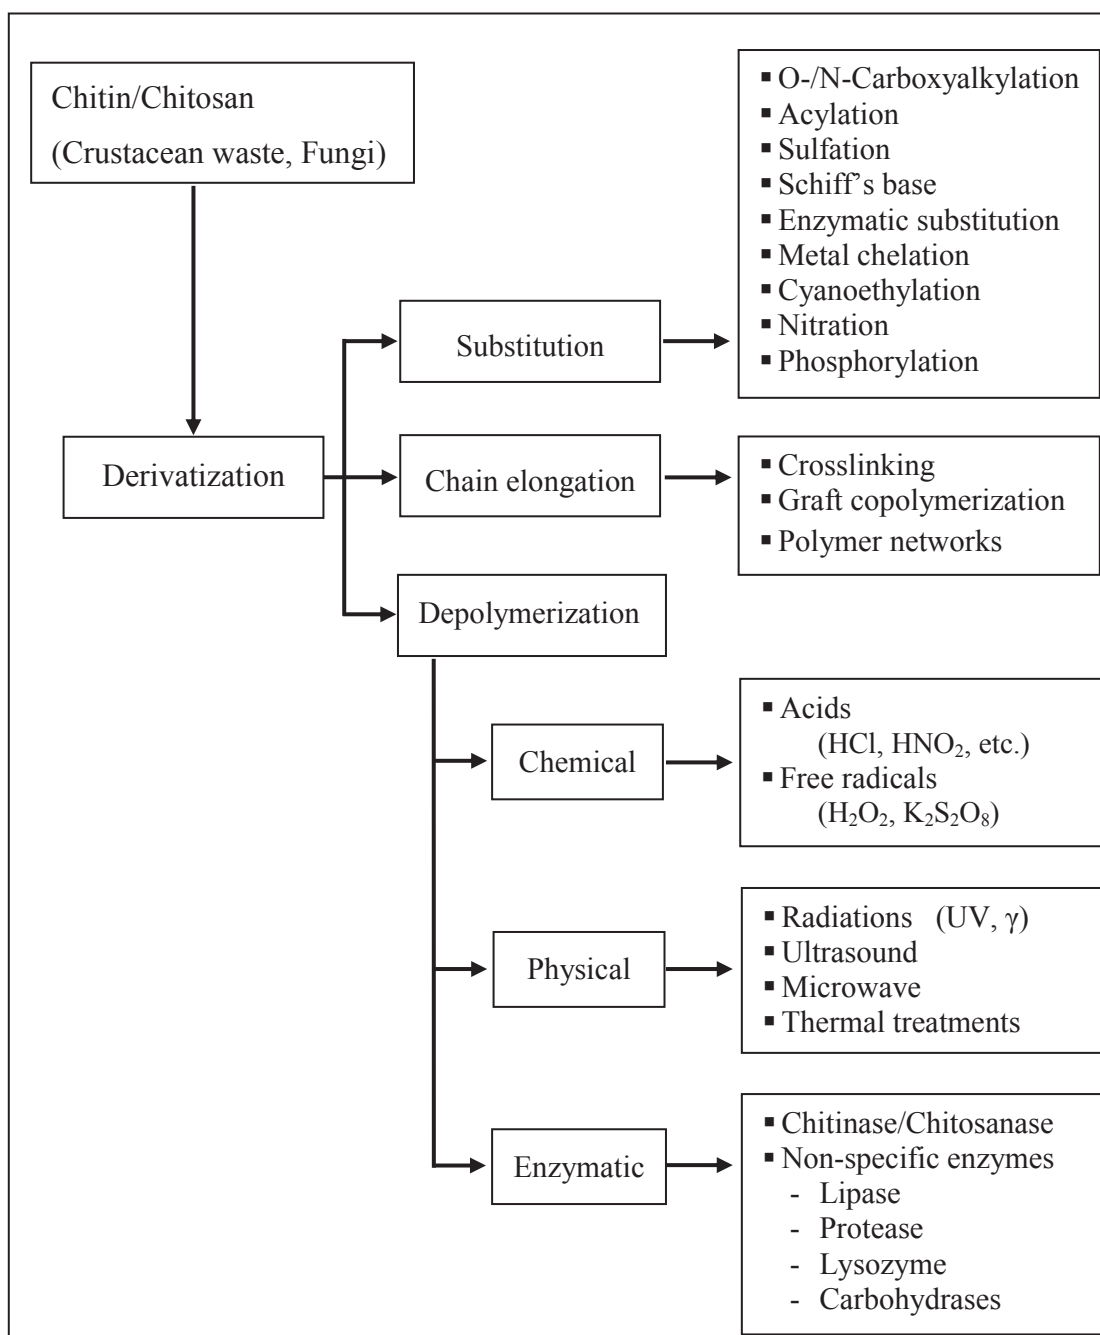 Chitin/Chitosan
(Crustacean waste, Fungi)
▪ O-/N-Carboxyalkylation
▪ Acylation
▪ Sulfation
▪ Schiff’s base
▪ Enzymatic substitution
▪ Metal chelation
▪ Cyanoethylation
▪ Nitration
▪ Phosphorylation
Substitution
Derivatization
Chain elongation
▪ Crosslinking
▪ Graft copolymerization
▪ Polymer networks
Depolymerization
Chemical
▪ Acids
(HCl, HNO₂, etc.)
▪ Free radicals
(H₂O₂, K₂S₂O₈)
Physical
▪ Radiations (UV, γ)
▪ Ultrasound
▪ Microwave
▪ Thermal treatments
Enzymatic
▪ Chitinase/Chitosanase
▪ Non-specific enzymes
- Lipase
- Protease
- Lysozyme
- Carbohydrases